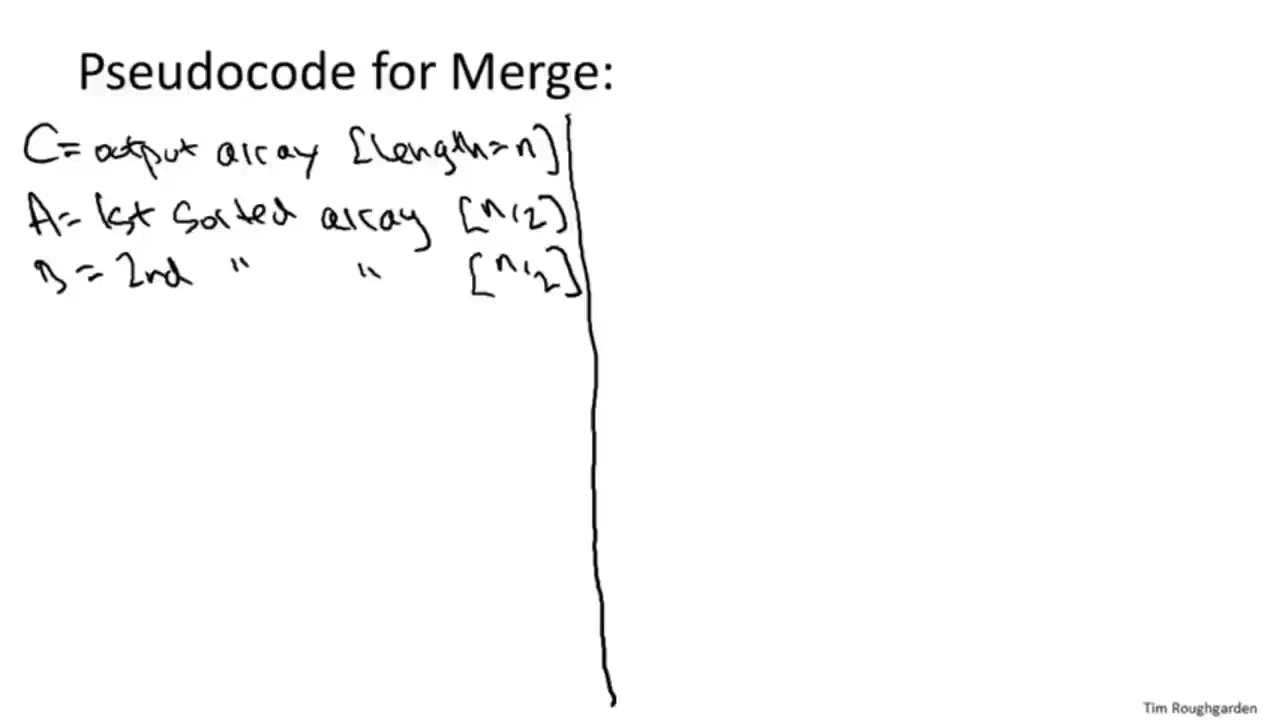 Pseudocode for Merge:
C = output array [length = n]
A = 1st sorted array [n/2]
B = 2nd " " [n/2]
Tim Roughgarden